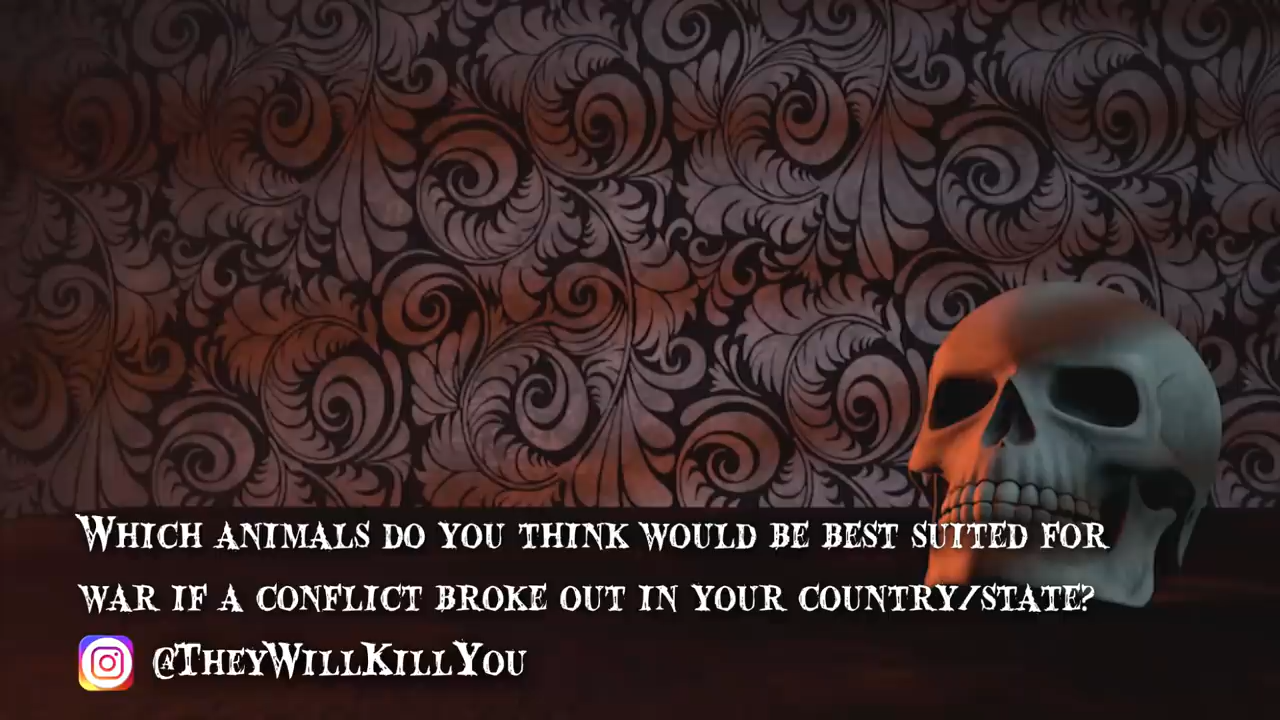 Which animals do you think would be best suited for
war if a conflict broke out in your country/state?
@TheyWillKillYou